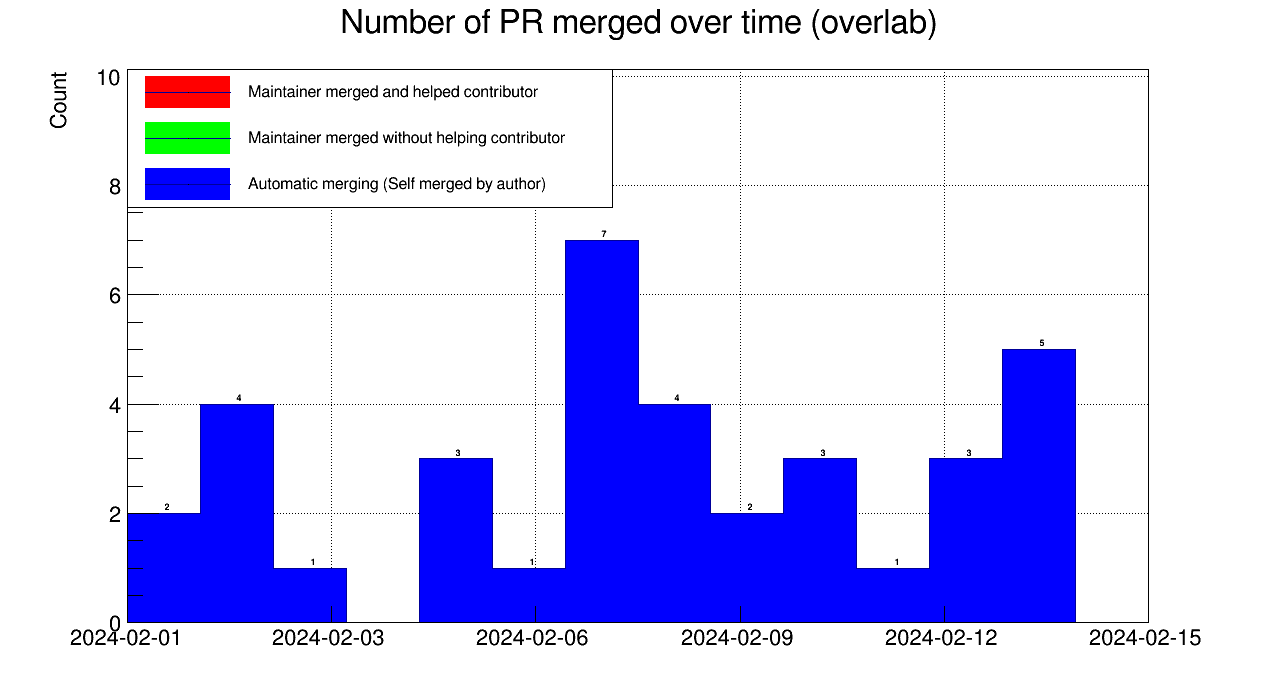 Number of PR merged over time (overlab)
Count
10
8
6
4
2
0
Maintainer merged and helped contributor
Maintainer merged without helping contributor
Automatic merging (Self merged by author)
2 4 1 3 1 7 4 2 3 1 3 5
2024-02-01 2024-02-03 2024-02-06 2024-02-09 2024-02-12 2024-02-15